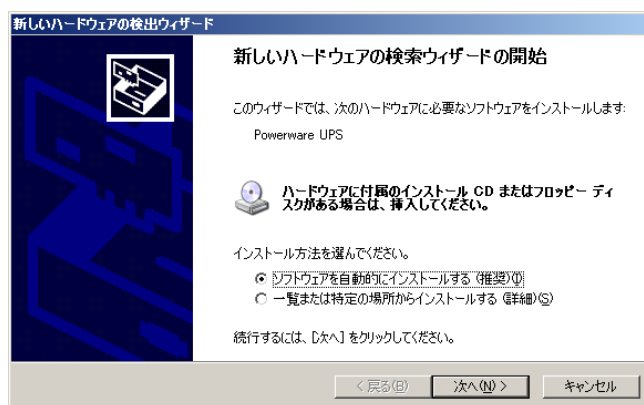 新しいハードウェアの検出ウィザード
新しいハードウェアの検索ウィザードの開始
このウィザードでは、次のハードウェアに必要なソフトウェアをインストールします:
Powerware UPS
ハードウェアに付属のインストール CD またはフロッピー ディ
スクがある場合は、挿入してください。
インストール方法を選んでください。
ソフトウェアを自動的にインストールする (推奨)(I)
一覧または特定の場所からインストールする (詳細)(S)
続行するには、[次へ] をクリックしてください。
< 戻る(B)
次へ(N) >
キャンセル